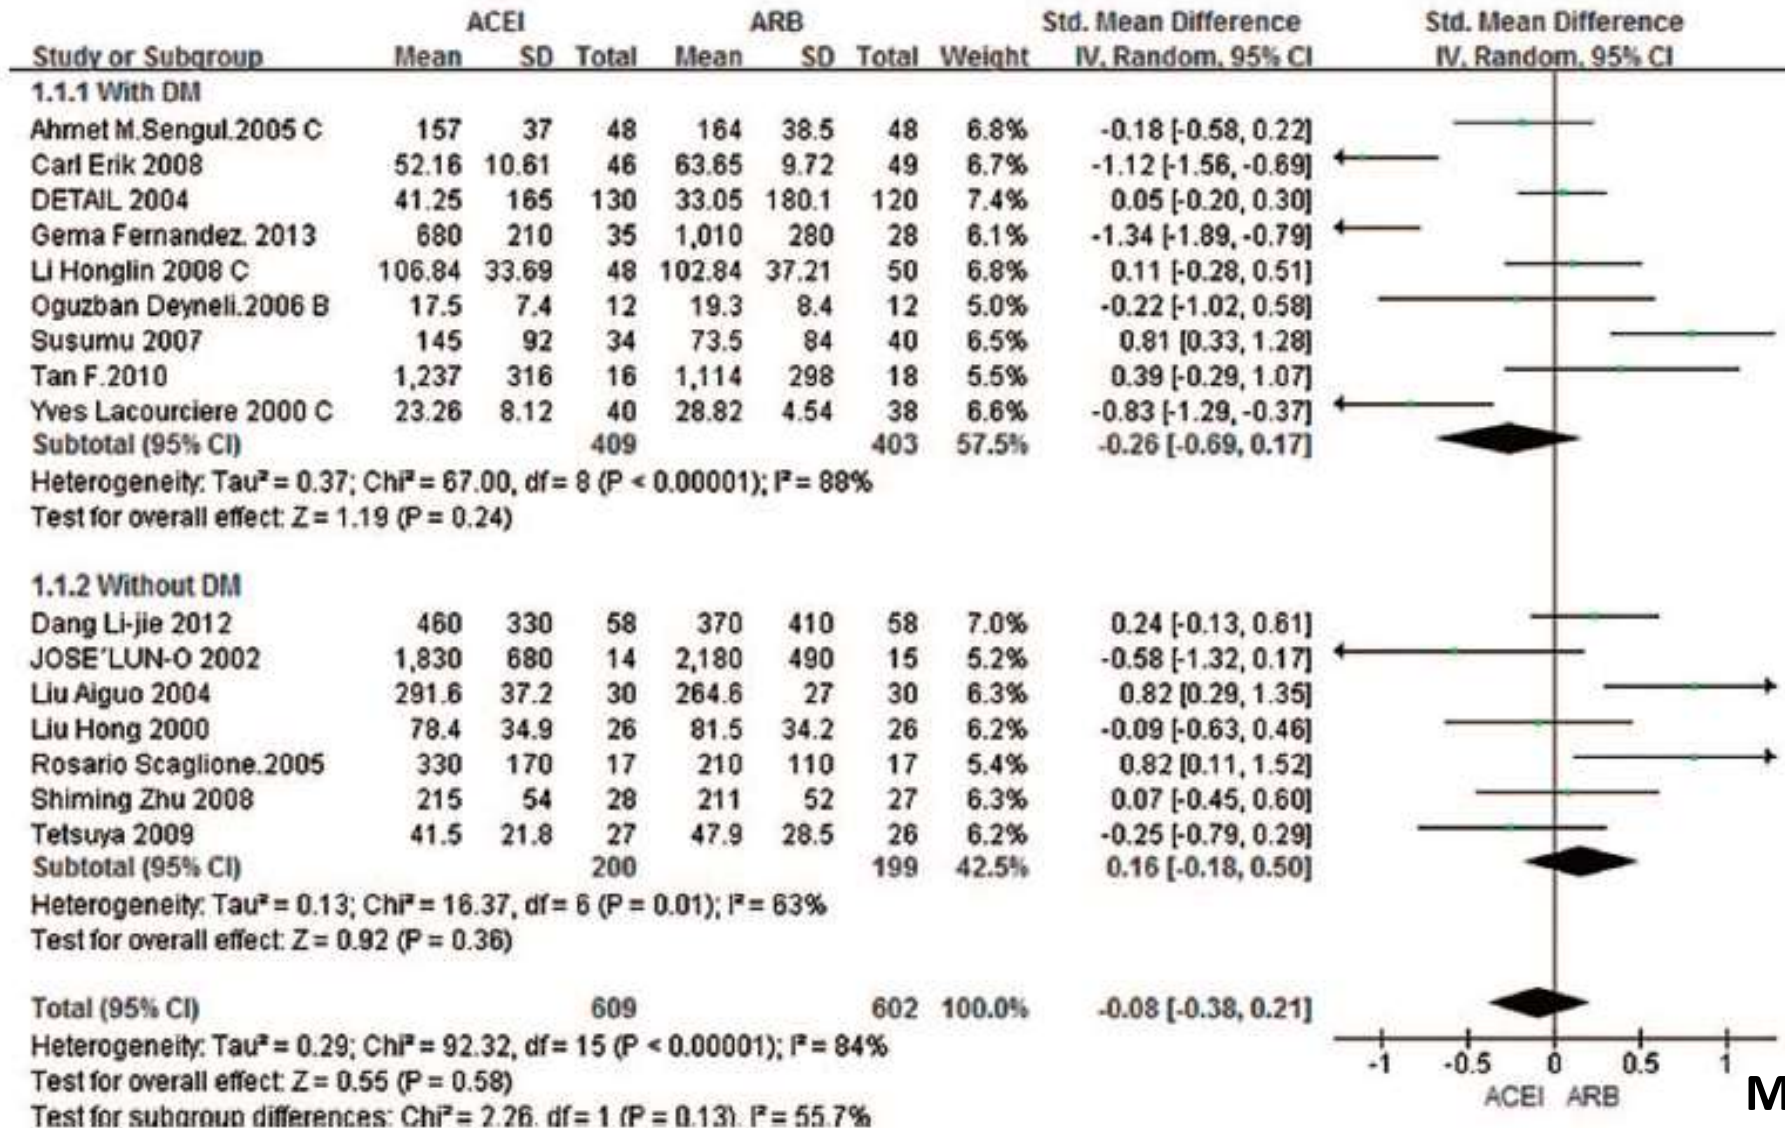 ACEI ARB Std. Mean Difference Std. Mean Difference
Study or Subgroup Mean SD Total Mean SD Total Weight IV, Random, 95% CI IV, Random, 95% CI
1.1.1 With DM
Ahmet M.Sengul.2005 C 157 37 48 164 38.5 48 6.8% -0.18 [-0.58, 0.22]
Carl Erik 2008 52.16 10.61 46 63.65 9.72 49 6.7% -1.12 [-1.56, -0.69]
DETAIL 2004 41.25 165 130 33.05 180.1 120 7.4% 0.05 [-0.20, 0.30]
Gema Fernandez. 2013 680 210 35 1,010 280 28 6.1% -1.34 [-1.89, -0.79]
Li Honglin 2008 C 106.84 33.69 48 102.84 37.21 50 6.8% 0.11 [-0.28, 0.51]
Oguzban Deyneli.2006 B 17.5 7.4 12 19.3 8.4 12 5.0% -0.22 [-1.02, 0.58]
Susumu 2007 145 92 34 73.5 84 40 6.5% 0.81 [0.33, 1.28]
Tan F.2010 1,237 316 16 1,114 298 18 5.5% 0.39 [-0.29, 1.07]
Yves Lacourciere 2000 C 23.26 8.12 40 28.82 4.54 38 6.6% -0.83 [-1.29, -0.37]
Subtotal (95% CI) 409 403 57.5% -0.26 [-0.69, 0.17]
Heterogeneity: Tau² = 0.37; Chi² = 67.00, df = 8 (P < 0.00001); I² = 88%
Test for overall effect: Z = 1.19 (P = 0.24)
1.1.2 Without DM
Dang Li-jie 2012 460 330 58 370 410 58 7.0% 0.24 [-0.13, 0.61]
JOSE´LUN-O 2002 1,830 680 14 2,180 490 15 5.2% -0.58 [-1.32, 0.17]
Liu Aiguo 2004 291.6 37.2 30 264.6 27 30 6.3% 0.82 [0.29, 1.35]
Liu Hong 2000 78.4 34.9 26 81.5 34.2 26 6.2% -0.09 [-0.63, 0.46]
Rosario Scaglione.2005 330 170 17 210 110 17 5.4% 0.82 [0.11, 1.52]
Shiming Zhu 2008 215 54 28 211 52 27 6.3% 0.07 [-0.45, 0.60]
Tetsuya 2009 41.5 21.8 27 47.9 28.5 26 6.2% -0.25 [-0.79, 0.29]
Subtotal (95% CI) 200 199 42.5% 0.16 [-0.18, 0.50]
Heterogeneity: Tau² = 0.13; Chi² = 16.37, df = 6 (P = 0.01); I² = 63%
Test for overall effect: Z = 0.92 (P = 0.36)
Total (95% CI) 609 602 100.0% -0.08 [-0.38, 0.21]
Heterogeneity: Tau² = 0.29; Chi² = 92.32, df = 15 (P < 0.00001); I² = 84%
Test for overall effect: Z = 0.55 (P = 0.58)
Test for subgroup differences: Chi² = 2.26, df = 1 (P = 0.13), I² = 55.7%
-1 -0.5 0 0.5 1
ACEI ARB
M